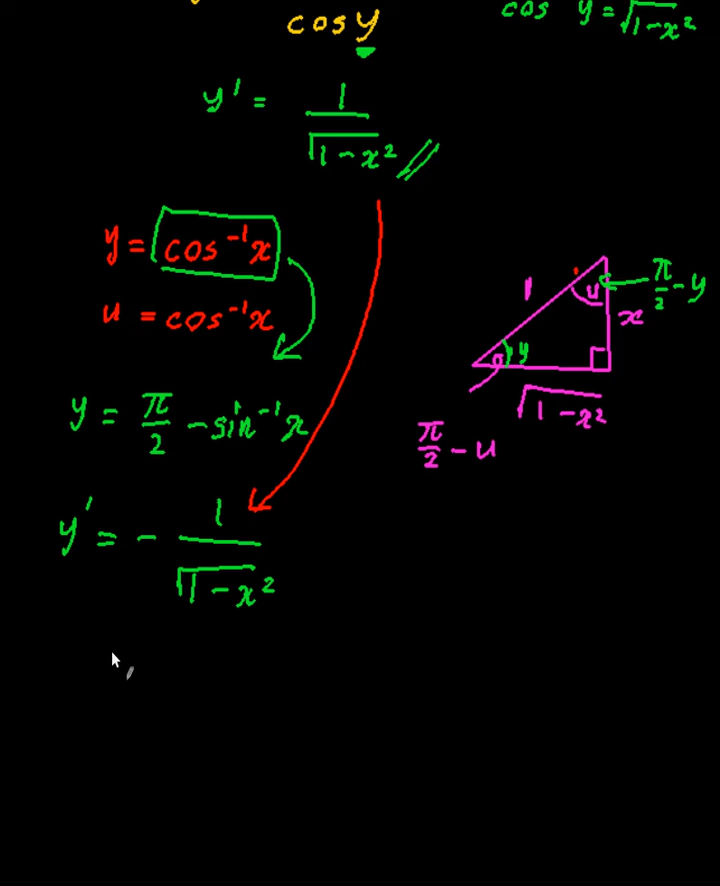 cos y
cos y = √1-x²
y' = 1/√1-x² //
y = cos⁻¹x
u = cos⁻¹x
y = π/2 - sin⁻¹x
y' = - 1/√1-x²
1
u
π/2 - y
x
y
√1-x²
π/2 - u